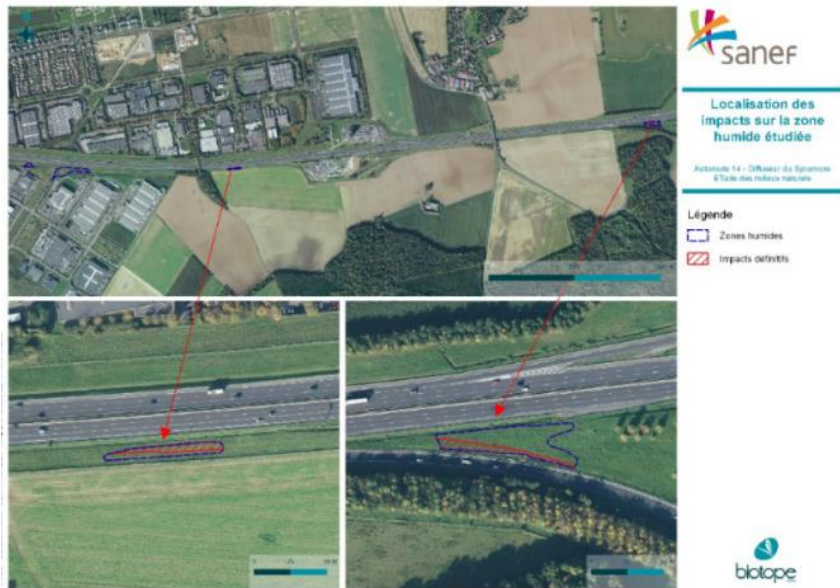 sanef
Localisation des
impacts sur la zone
humide étudiée
Autoroute 14 - Diffuseur du Sycomore
Etude des milieux naturels
Légende
Zones humides
Impacts définitifs
biotope